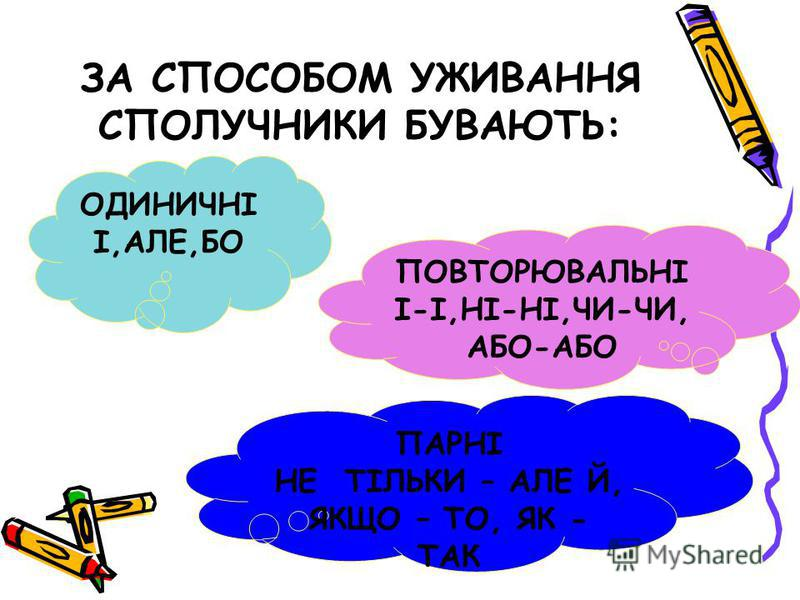 ЗА СПОСОБОМ УЖИВАННЯ
СПОЛУЧНИКИ БУВАЮТЬ:
ОДИНИЧНІ
І,АЛЕ,БО
ПОВТОРЮВАЛЬНІ
І-І,НІ-НІ,ЧИ-ЧИ,
АБО-АБО
ПАРНІ
НЕ ТІЛЬКИ – АЛЕ Й,
ЯКЩО – ТО, ЯК -
ТАК
MyShared